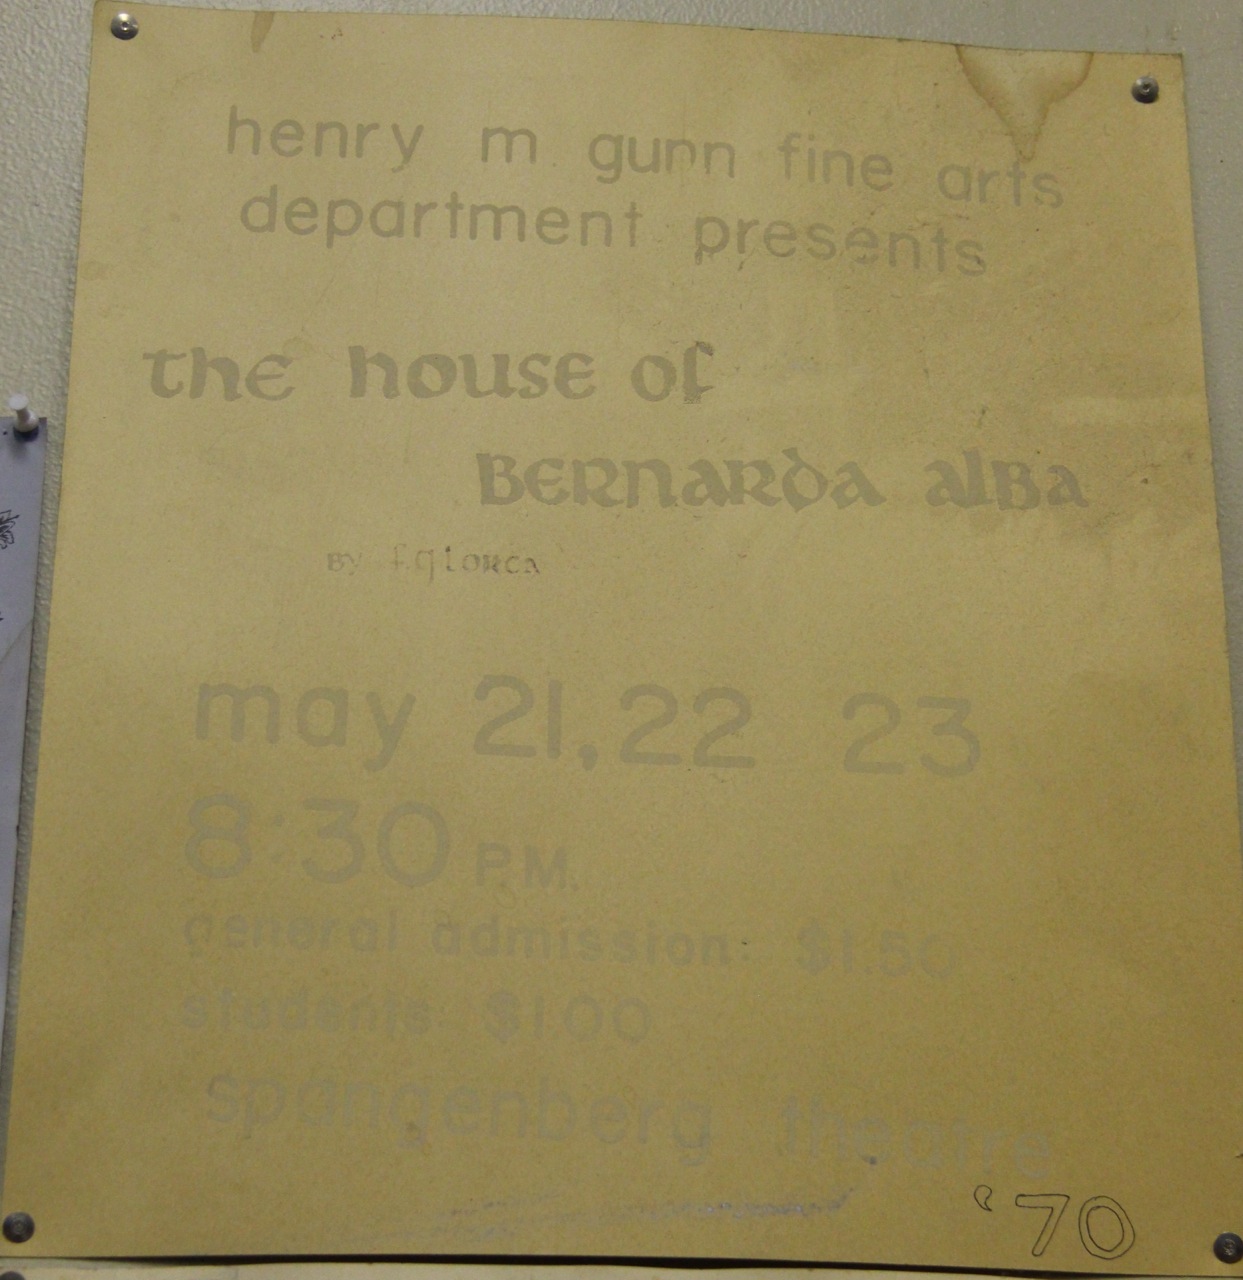 henry m gunn fine arts
department presents
the house of
Bernarda Alba
By f.g Lorca
may 21, 22 23
8:30 P.M.
general admission: $1.50
students: $1.00
spangenberg theatre
'70